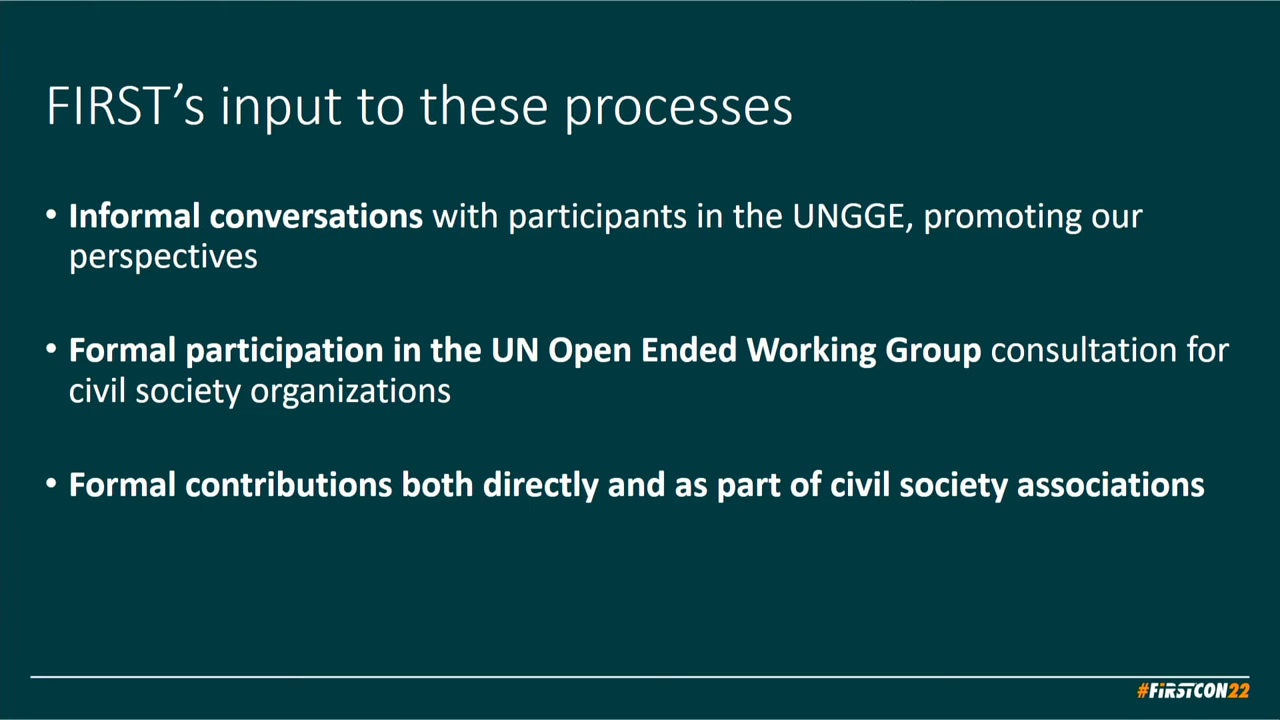 FIRST’s input to these processes
• Informal conversations with participants in the UNGGE, promoting our
perspectives
• Formal participation in the UN Open Ended Working Group consultation for
civil society organizations
• Formal contributions both directly and as part of civil society associations
#FiRSTCON22